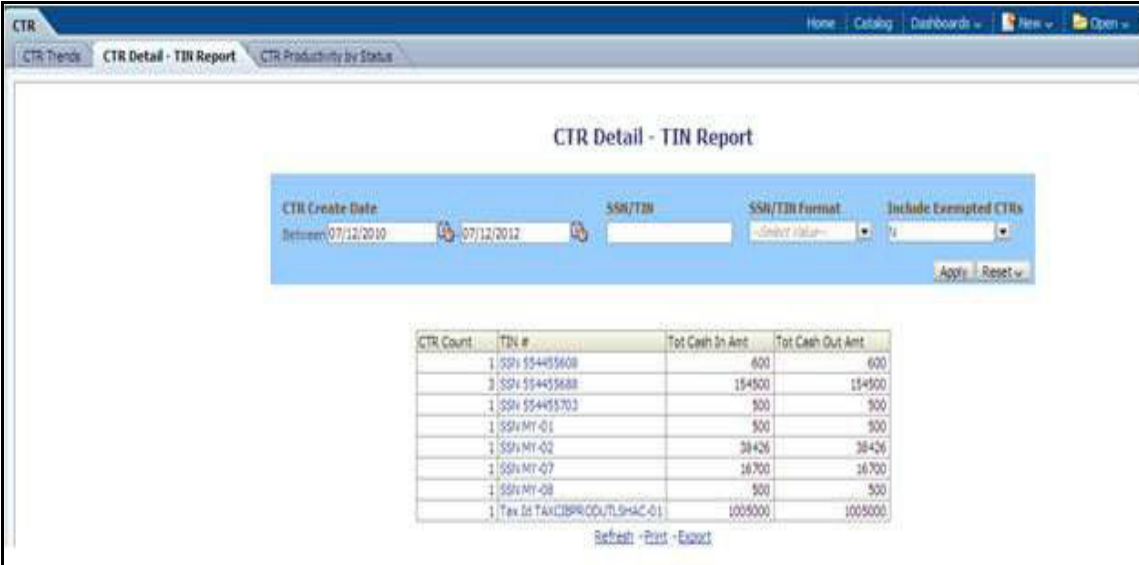 CTR
Home Catalog Dashboards New Open
CTR Trends CTR Detail - TIN Report CTR Productivity by Status
CTR Detail - TIN Report
CTR Create Date SSN/TIN SSN/TIN Format Include Exempted CTRs
Between 07/12/2010 07/12/2012 --Select Value-- N
Apply Reset
CTR Count TIN # Tot Cash In Amt Tot Cash Out Amt
1 SSN 554455608 600 600
3 SSN 554455688 154500 154500
1 SSN 554455703 500 500
1 SSN MY-01 500 500
1 SSN MY-02 38426 38426
1 SSN MY-07 16700 16700
1 SSN MY-08 500 500
1 Tax Id 1005000 1005000
Refresh - Print - Export